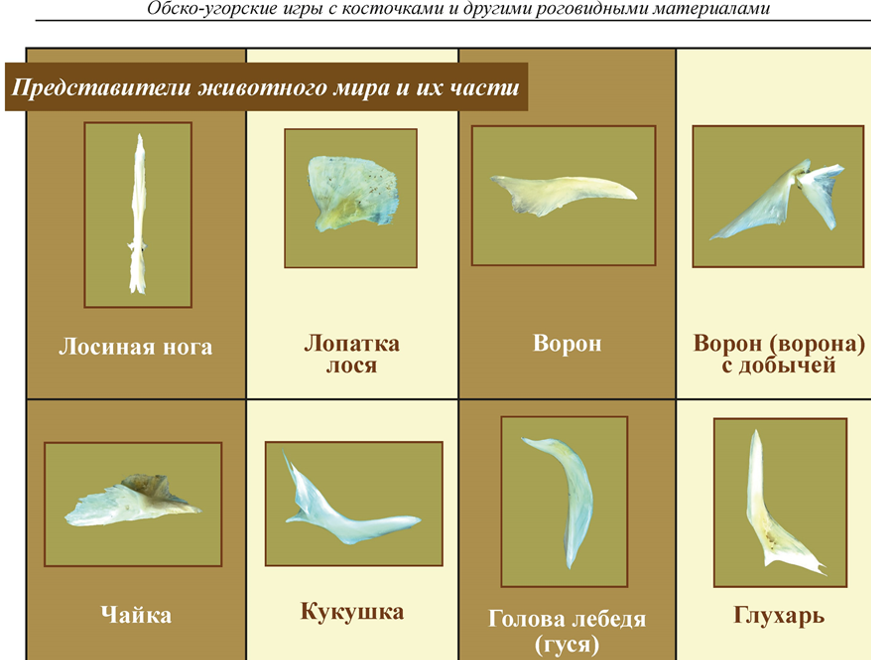 Обско-угорские игры с косточками и другими роговидными материалами
Представители животного мира и их части
Лосиная нога
Лопатка
лося
Ворон
Ворон (ворона)
с добычей
Чайка
Кукушка
Голова лебедя
(гуся)
Глухарь